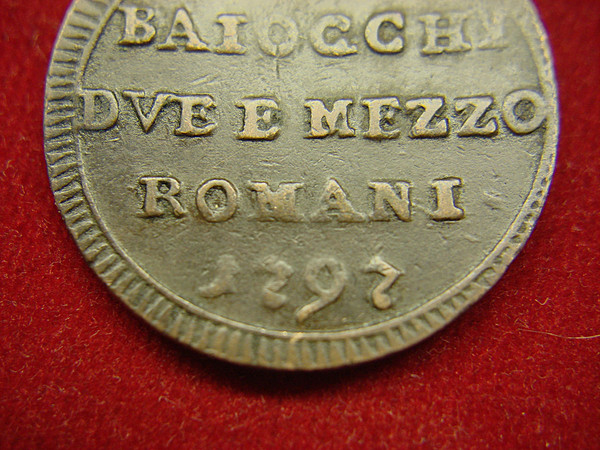 BAIOCCHI
DVE E MEZZO
ROMANI
1797